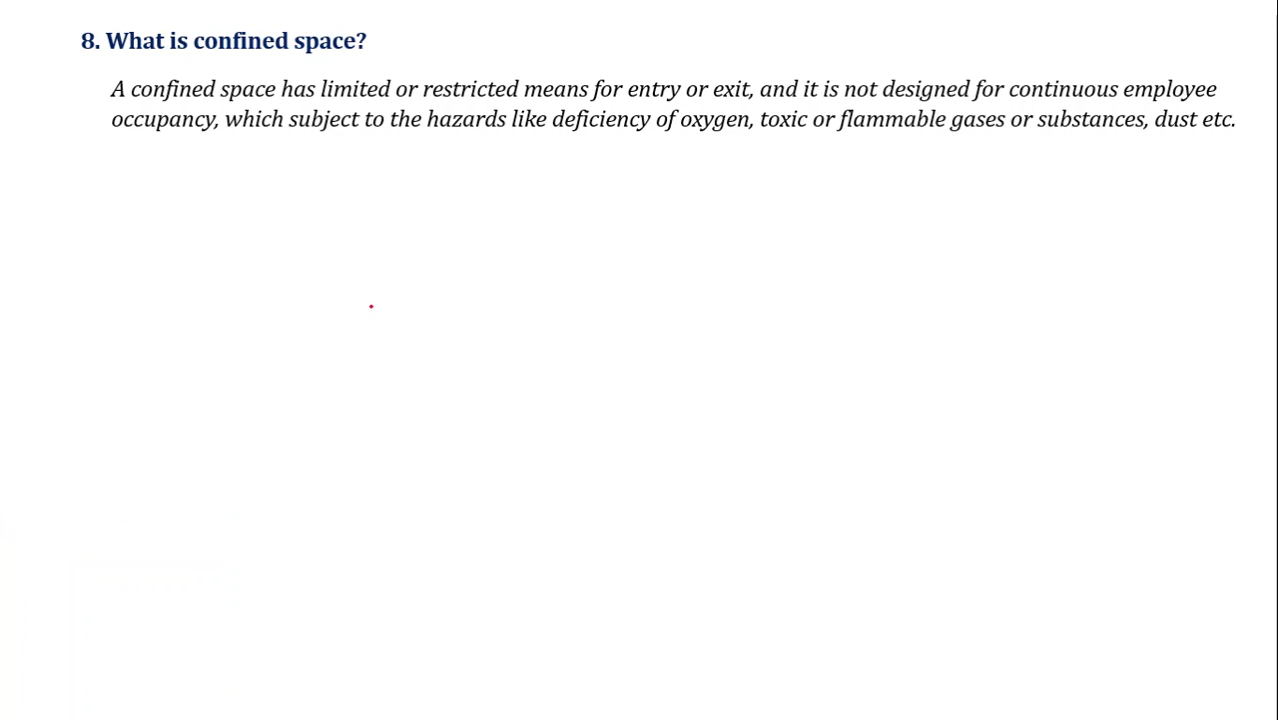 8. What is confined space?
A confined space has limited or restricted means for entry or exit, and it is not designed for continuous employee
occupancy, which subject to the hazards like deficiency of oxygen, toxic or flammable gases or substances, dust etc.